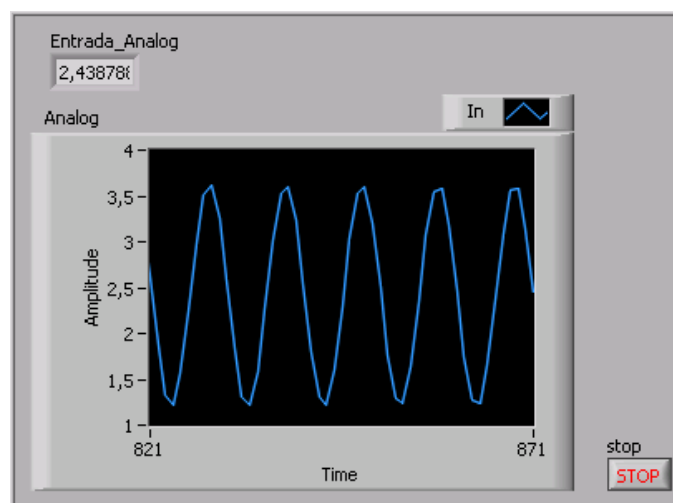 Entrada_Analog
2,438788
Analog
In
4
3,5
3
2,5
2
1,5
1
Amplitude
821
871
Time
stop
STOP